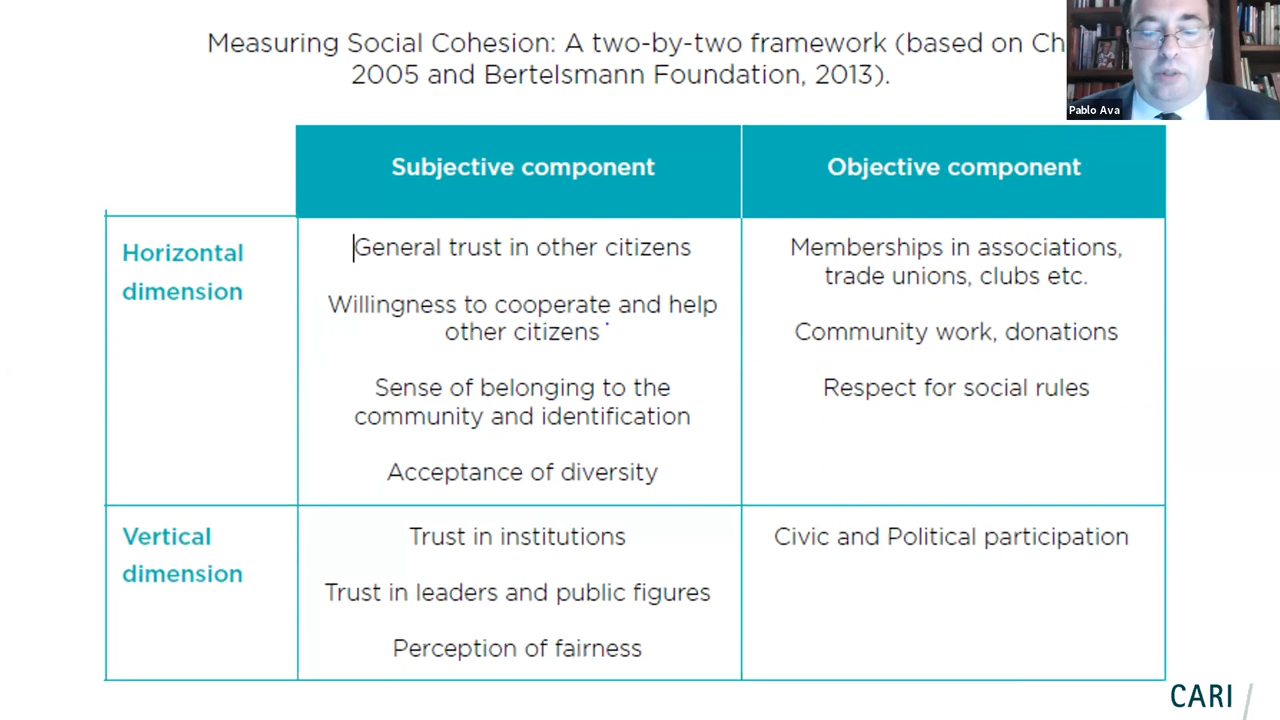 Measuring Social Cohesion: A two-by-two framework (based on
2005 and Bertelsmann Foundation, 2013).
Pablo Ava
Subjective component
Objective component
Horizontal
dimension
General trust in other citizens
Willingness to cooperate and help
other citizens
Sense of belonging to the
community and identification
Acceptance of diversity
Memberships in associations,
trade unions, clubs etc.
Community work, donations
Respect for social rules
Vertical
dimension
Trust in institutions
Trust in leaders and public figures
Perception of fairness
Civic and Political participation
CARI